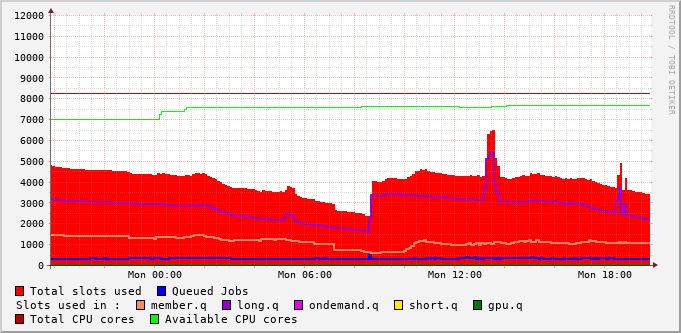 12000
11000
10000
9000
8000
7000
6000
5000
4000
3000
2000
1000
0
Mon 00:00 Mon 06:00 Mon 12:00 Mon 18:00
Total slots used Queued Jobs
Slots used in : member.q long.q ondemand.q short.q gpu.q
Total CPU cores Available CPU cores
RRDTOOL / TOBI OETIKER